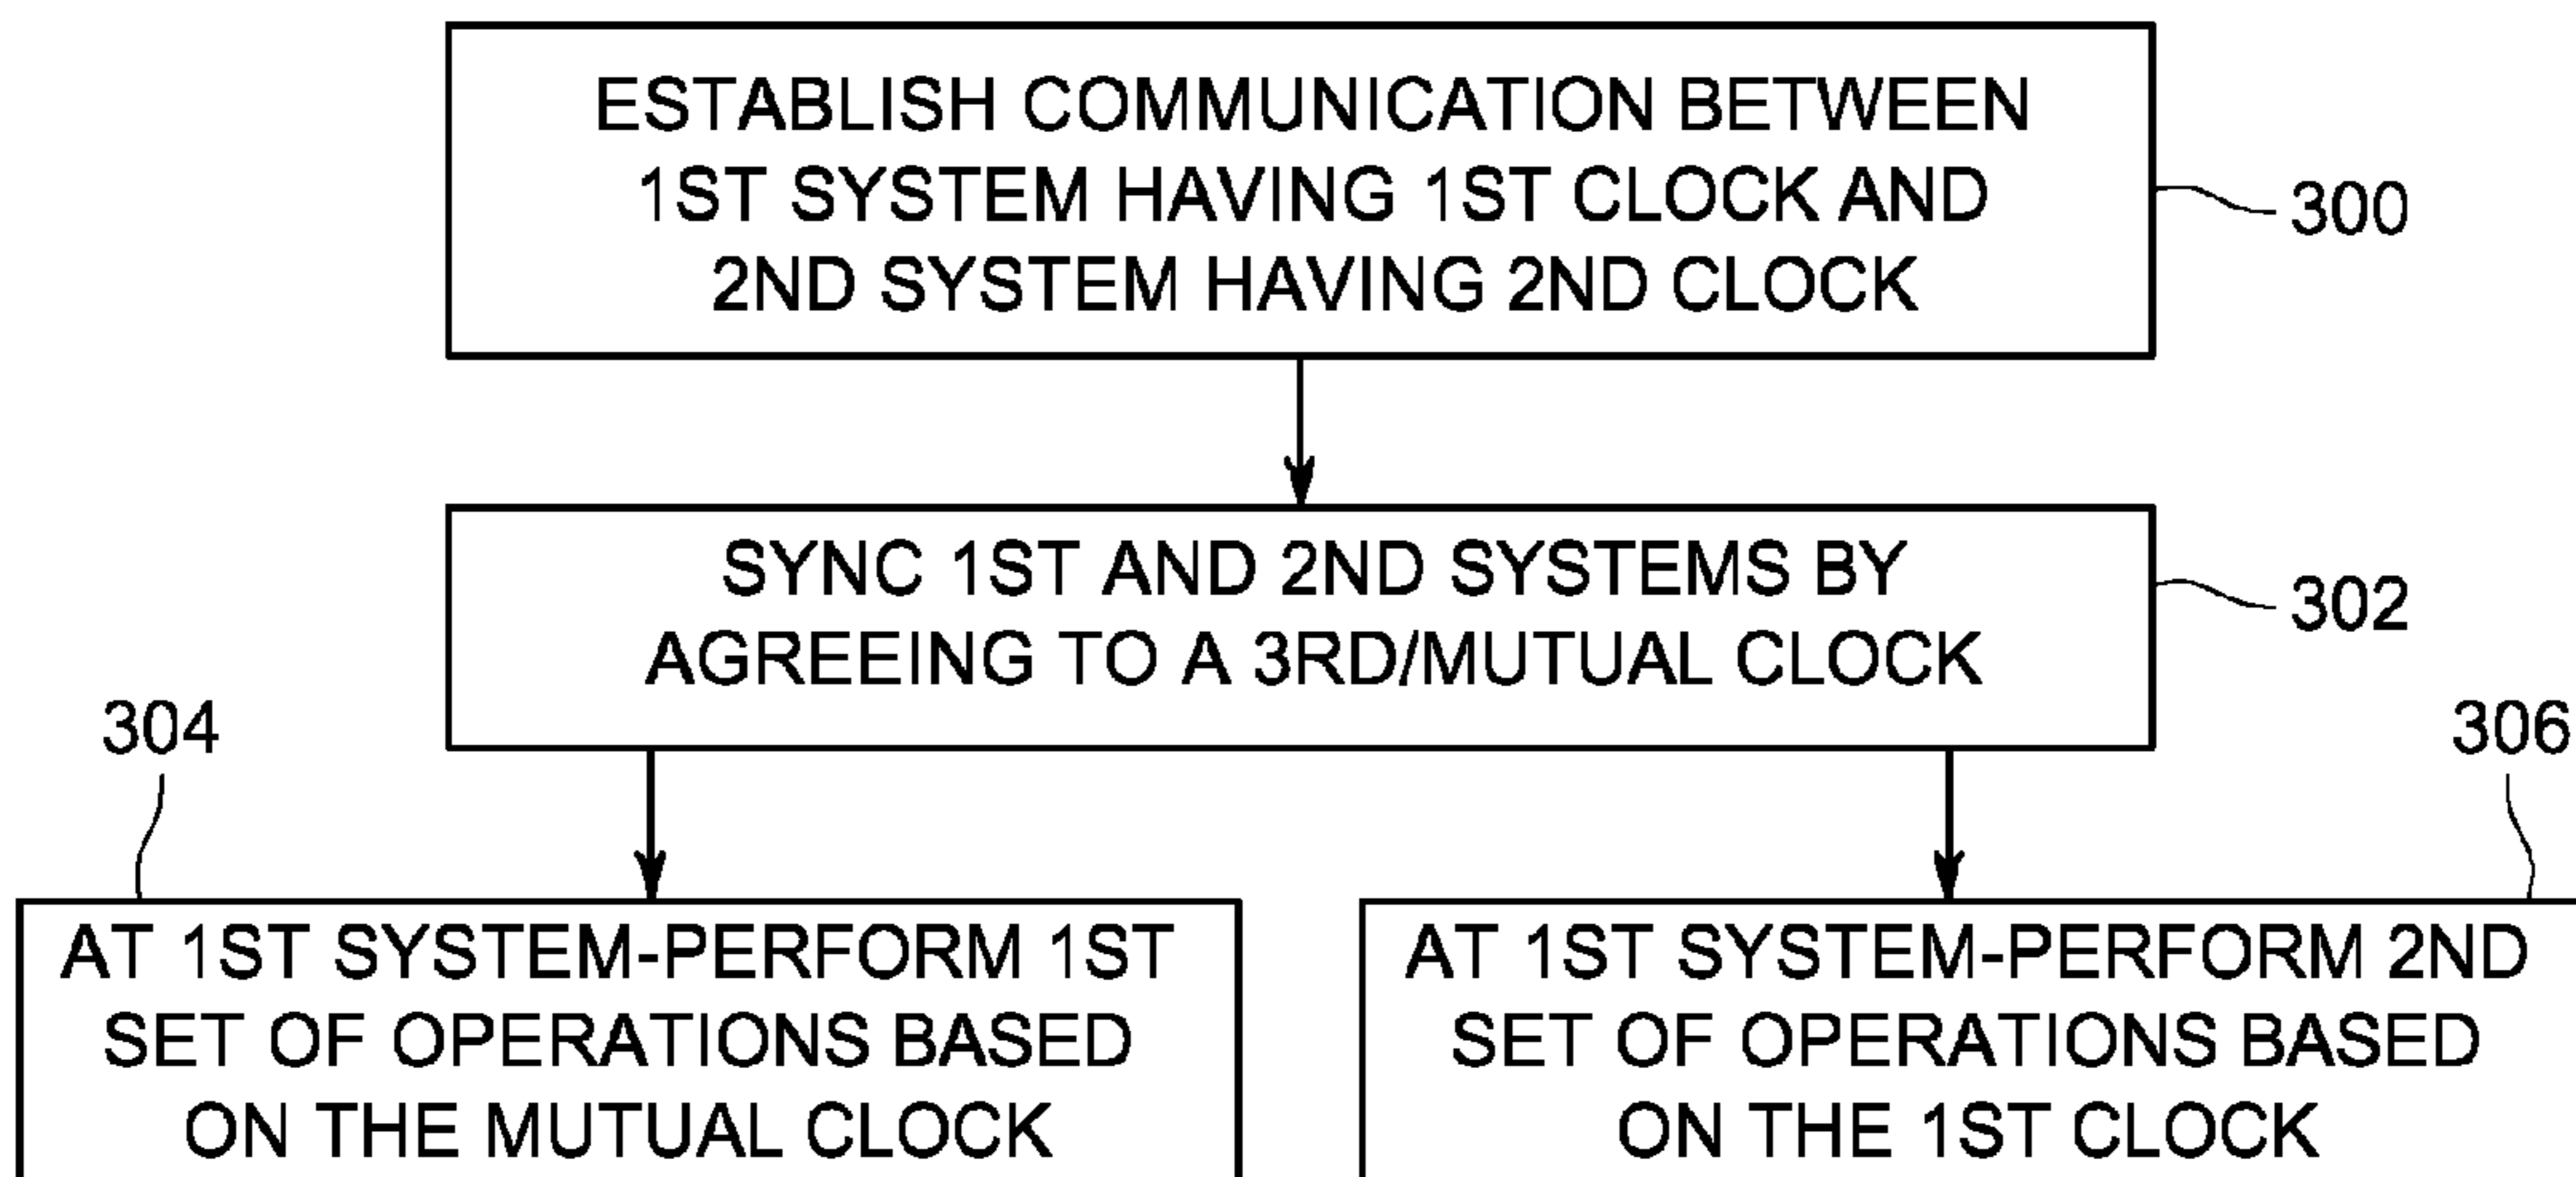 ESTABLISH COMMUNICATION BETWEEN
1ST SYSTEM HAVING 1ST CLOCK AND
2ND SYSTEM HAVING 2ND CLOCK
300
SYNC 1ST AND 2ND SYSTEMS BY
AGREEING TO A 3RD/MUTUAL CLOCK
302
304
AT 1ST SYSTEM-PERFORM 1ST
SET OF OPERATIONS BASED
ON THE MUTUAL CLOCK
306
AT 1ST SYSTEM-PERFORM 2ND
SET OF OPERATIONS BASED
ON THE 1ST CLOCK